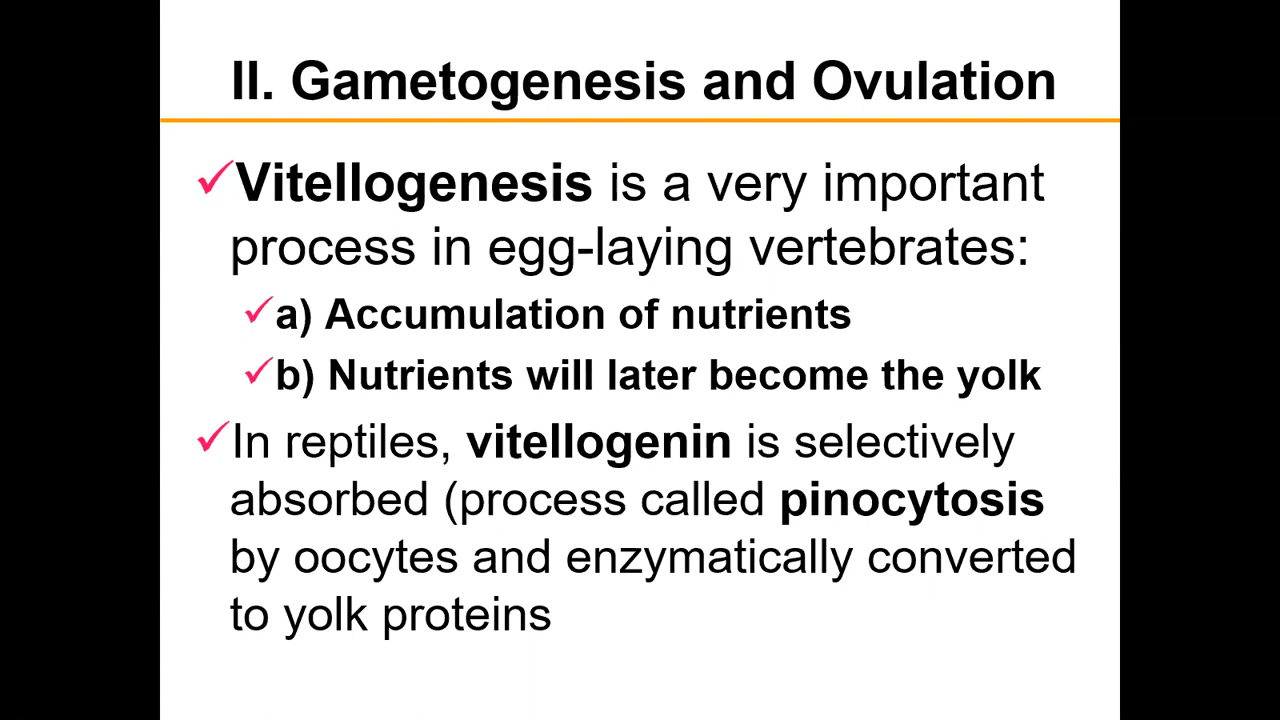 II. Gametogenesis and Ovulation
✓Vitellogenesis is a very important
process in egg-laying vertebrates:
✓a) Accumulation of nutrients
✓b) Nutrients will later become the yolk
✓In reptiles, vitellogenin is selectively
absorbed (process called pinocytosis
by oocytes and enzymatically converted
to yolk proteins